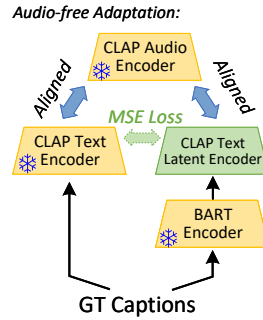 Audio-free Adaptation:
CLAP Audio
Encoder
Aligned
Aligned
MSE Loss
CLAP Text
Encoder
CLAP Text
Latent Encoder
BART
Encoder
GT Captions